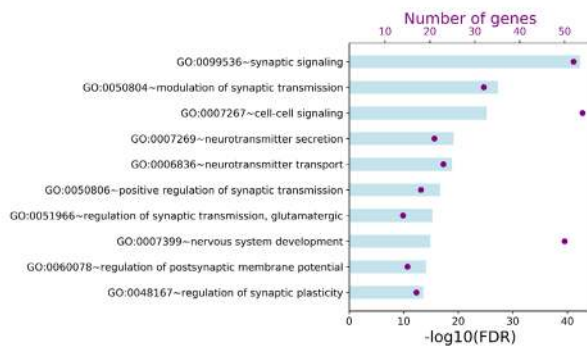 Number of genes
10 20 30 40 50
GO:0099536~synaptic signaling
GO:0050804~modulation of synaptic transmission
GO:0007267~cell-cell signaling
GO:0007269~neurotransmitter secretion
GO:0006836~neurotransmitter transport
GO:0050806~positive regulation of synaptic transmission
GO:0051966~regulation of synaptic transmission, glutamatergic
GO:0007399~nervous system development
GO:0060078~regulation of postsynaptic membrane potential
GO:0048167~regulation of synaptic plasticity
0 10 20 30 40
-log10(FDR)